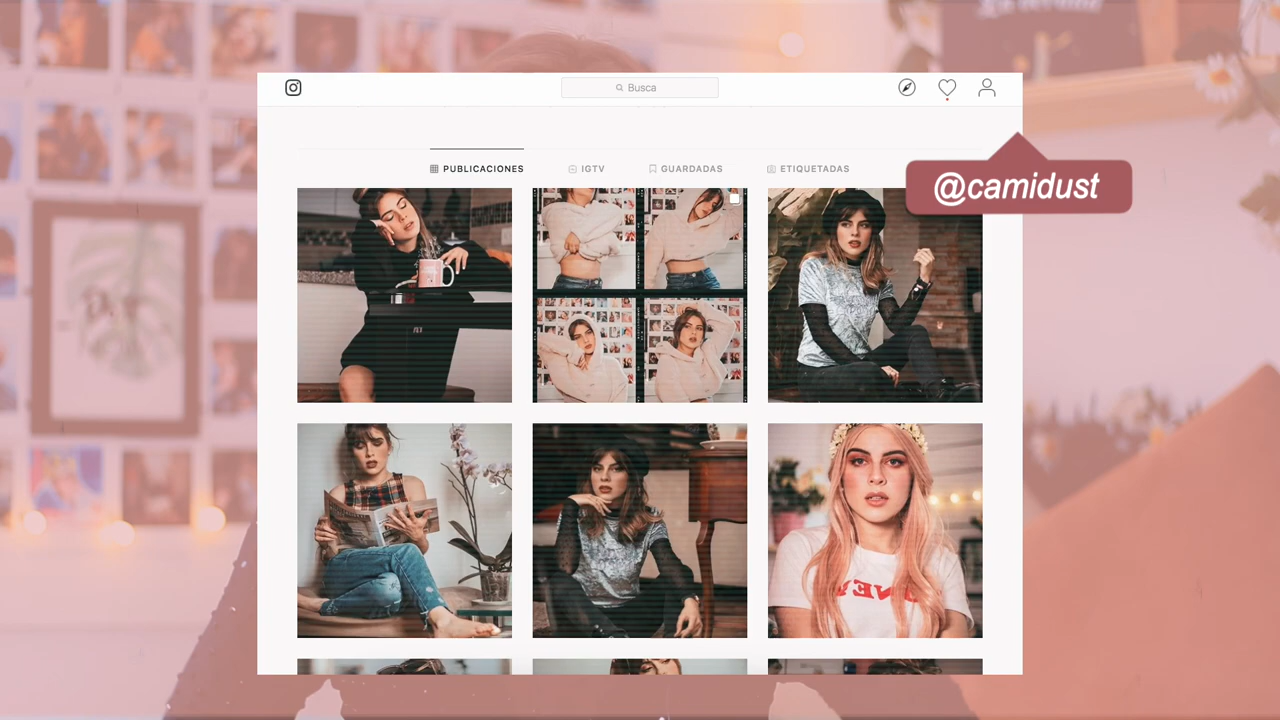 Busca
PUBLICACIONES
IGTV
GUARDADAS
ETIQUETADAS
@camidust